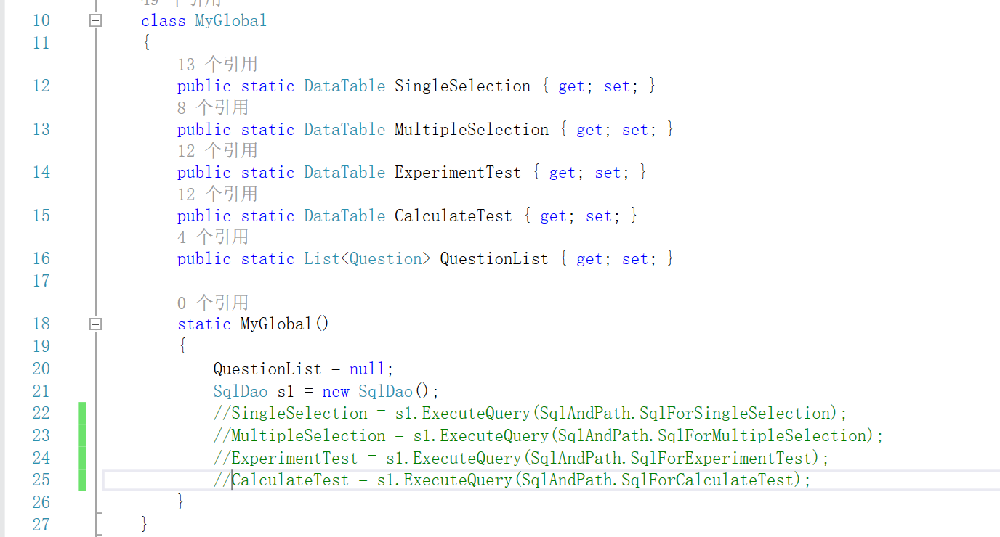 49 个引用
10 class MyGlobal
11 {
13 个引用
12 public static DataTable SingleSelection { get; set; }
8 个引用
13 public static DataTable MultipleSelection { get; set; }
12 个引用
14 public static DataTable ExperimentTest { get; set; }
12 个引用
15 public static DataTable CalculateTest { get; set; }
4 个引用
16 public static List<Question> QuestionList { get; set; }
17
0 个引用
18 static MyGlobal()
19 {
20 QuestionList = null;
21 SqlDao s1 = new SqlDao();
22 //SingleSelection = s1.ExecuteQuery(SqlAndPath.SqlForSingleSelection);
23 //MultipleSelection = s1.ExecuteQuery(SqlAndPath.SqlForMultipleSelection);
24 //ExperimentTest = s1.ExecuteQuery(SqlAndPath.SqlForExperimentTest);
25 //CalculateTest = s1.ExecuteQuery(SqlAndPath.SqlForCalculateTest);
26 }
27 }